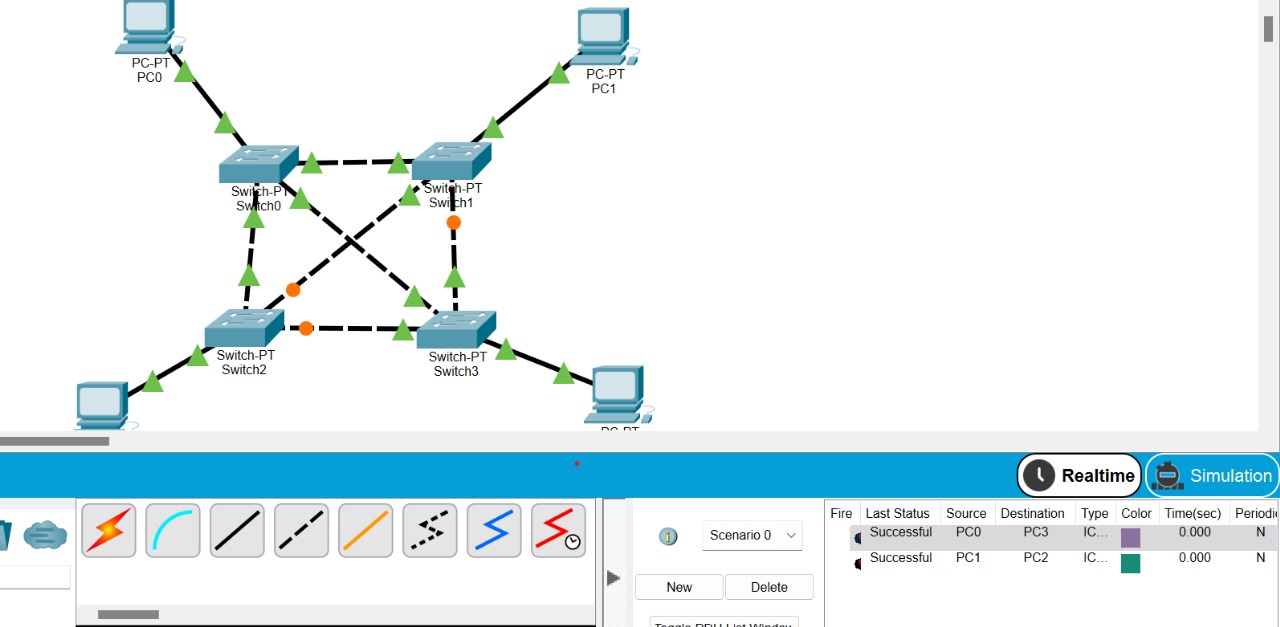 PC-PT
PC0
PC-PT
PC1
Switch-PT
Switch0
Switch-PT
Switch1
Switch-PT
Switch2
Switch-PT
Switch3
Realtime
Simulation
Fire Last Status Source Destination Type Color Time(sec) Periodic
Successful PC0 PC3 IC... 0.000 N
Successful PC1 PC2 IC... 0.000 N
Scenario 0
New
Delete
Toggle PDU List Window